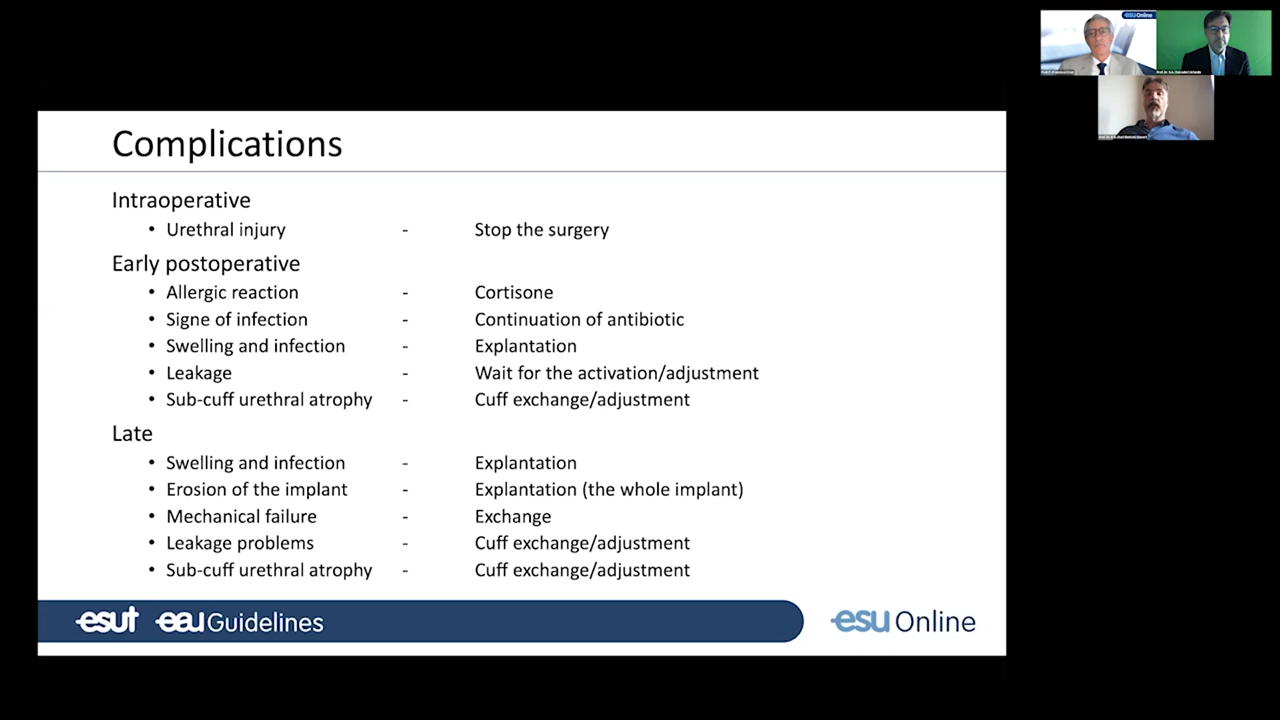 Complications
Intraoperative
• Urethral injury - Stop the surgery
Early postoperative
• Allergic reaction - Cortisone
• Signe of infection - Continuation of antibiotic
• Swelling and infection - Explantation
• Leakage - Wait for the activation/adjustment
• Sub-cuff urethral atrophy - Cuff exchange/adjustment
Late
• Swelling and infection - Explantation
• Erosion of the implant - Explantation (the whole implant)
• Mechanical failure - Exchange
• Leakage problems - Cuff exchange/adjustment
• Sub-cuff urethral atrophy - Cuff exchange/adjustment
esut eau Guidelines esu Online
esu Online